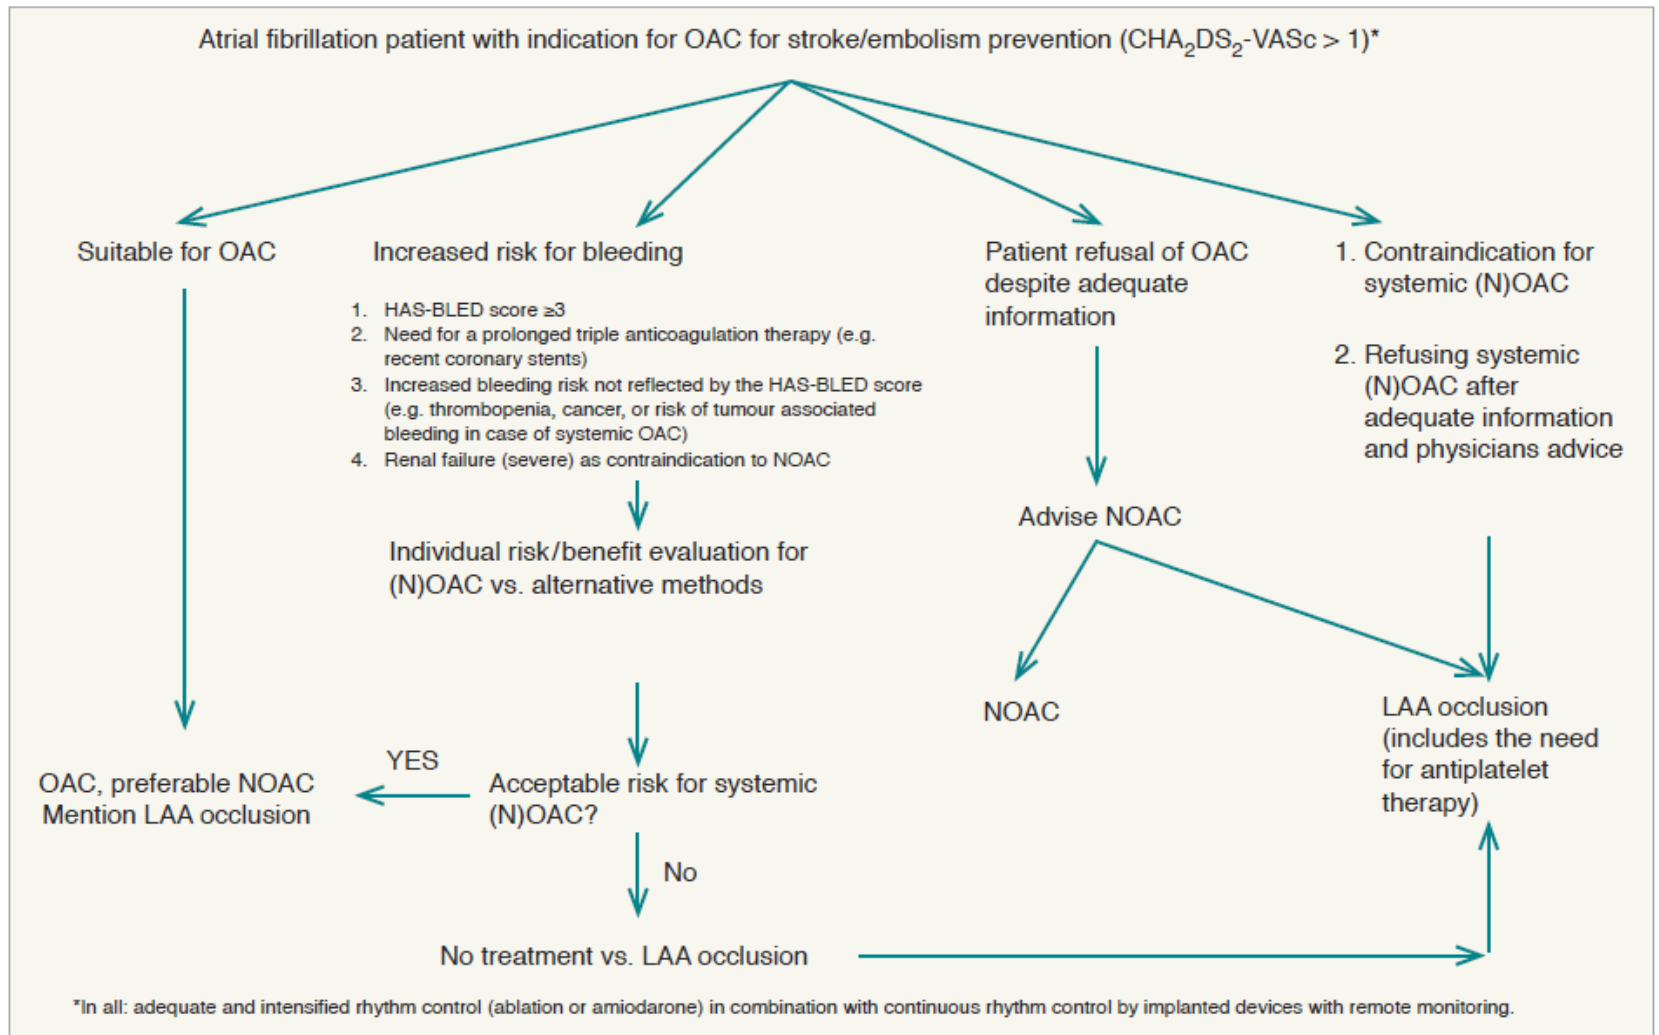 Atrial fibrillation patient with indication for OAC for stroke/embolism prevention (CHA2DS2-VASc > 1)*
Suitable for OAC
Increased risk for bleeding
1. HAS-BLED score ≥3
2. Need for a prolonged triple anticoagulation therapy (e.g.
recent coronary stents)
3. Increased bleeding risk not reflected by the HAS-BLED score
(e.g. thrombopenia, cancer, or risk of tumour associated
bleeding in case of systemic OAC)
4. Renal failure (severe) as contraindication to NOAC
Individual risk/benefit evaluation for
(N)OAC vs. alternative methods
Patient refusal of OAC
despite adequate
information
Advise NOAC
NOAC
1. Contraindication for
systemic (N)OAC
2. Refusing systemic
(N)OAC after
adequate information
and physicians advice
LAA occlusion
(includes the need
for antiplatelet
therapy)
YES
OAC, preferable NOAC
Mention LAA occlusion
Acceptable risk for systemic
(N)OAC?
No
No treatment vs. LAA occlusion
*In all: adequate and intensified rhythm control (ablation or amiodarone) in combination with continuous rhythm control by implanted devices with remote monitoring.